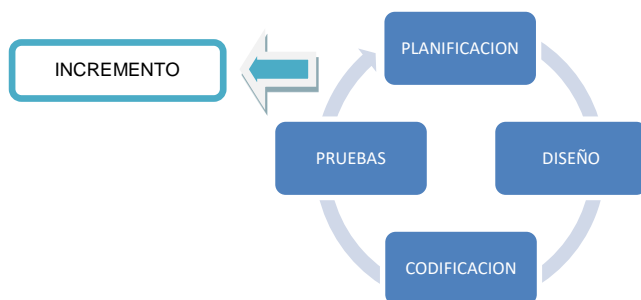 PLANIFICACION
INCREMENTO
PRUEBAS
DISEÑO
CODIFICACION